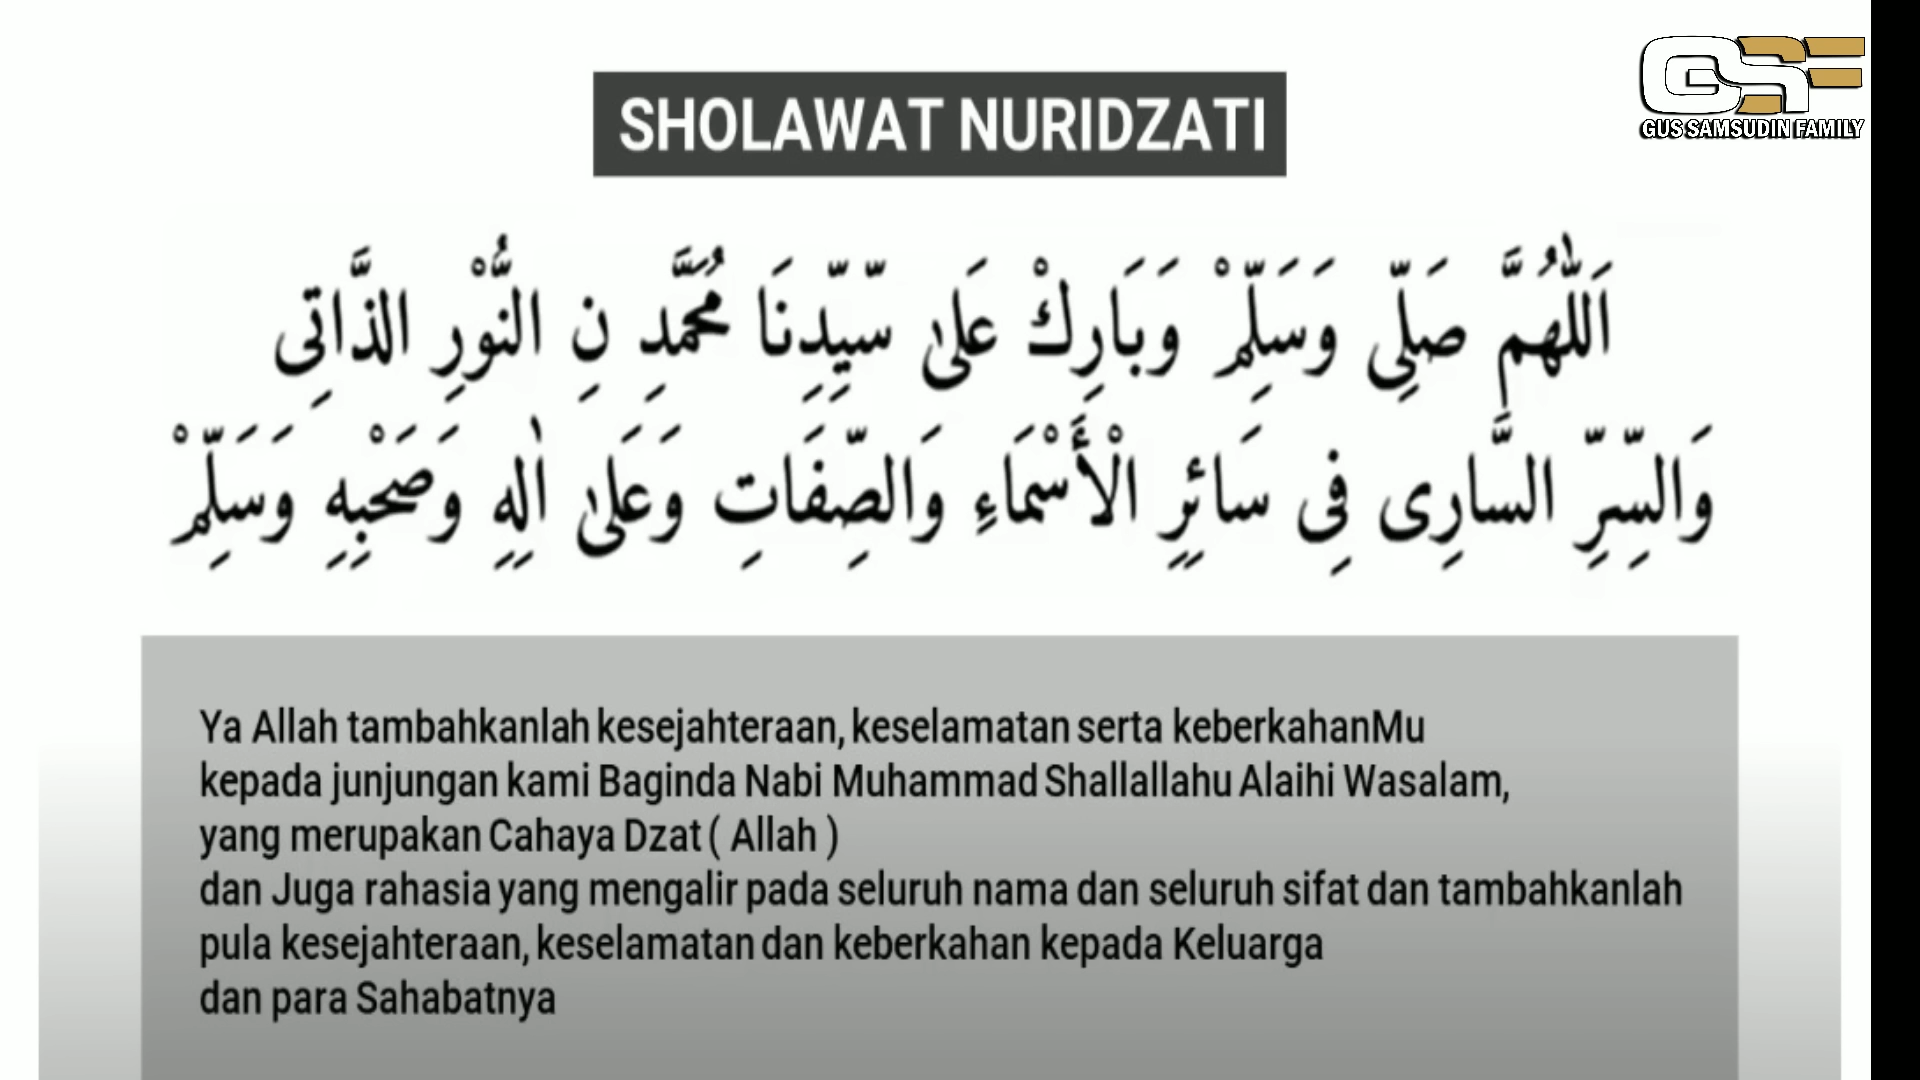 GSF
GUS SAMSUDIN FAMILY
SHOLAWAT NURIDZATI
اَللّٰهُمَّ صَلِّى وَسَلِّمْ وَبَارِكْ عَلىٰ سَيِّدِنَا مُحَمَّدِ نِ النُّوْرِ الذَّاتِى
وَالسِّرِّ السَّارِى فِى سَائِرِ الْأَسْمَاءِ وَالصِّفَاتِ وَعَلىٰ اٰلِهِ وَصَحْبِهِ وَسَلِّمْ
Ya Allah tambahkanlah kesejahteraan, keselamatan serta keberkahanMu
kepada junjungan kami Baginda Nabi Muhammad Shallallahu Alaihi Wasalam,
yang merupakan Cahaya Dzat ( Allah )
dan Juga rahasia yang mengalir pada seluruh nama dan seluruh sifat dan tambahkanlah
pula kesejahteraan, keselamatan dan keberkahan kepada Keluarga
dan para Sahabatnya